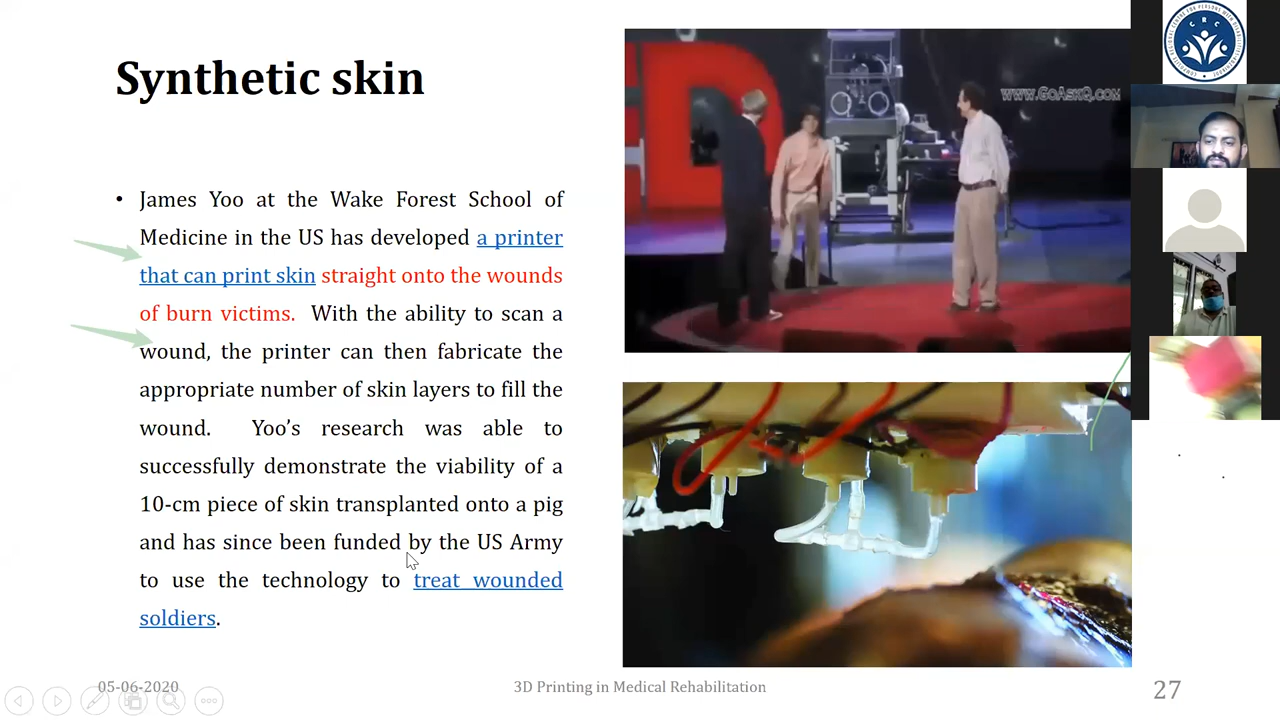 Synthetic skin
• James Yoo at the Wake Forest School of
Medicine in the US has developed a printer
that can print skin straight onto the wounds
of burn victims. With the ability to scan a
wound, the printer can then fabricate the
appropriate number of skin layers to fill the
wound. Yoo’s research was able to
successfully demonstrate the viability of a
10-cm piece of skin transplanted onto a pig
and has since been funded by the US Army
to use the technology to treat wounded
soldiers.
www.GoAskQ.com
D
CRC
05-06-2020
3D Printing in Medical Rehabilitation
27